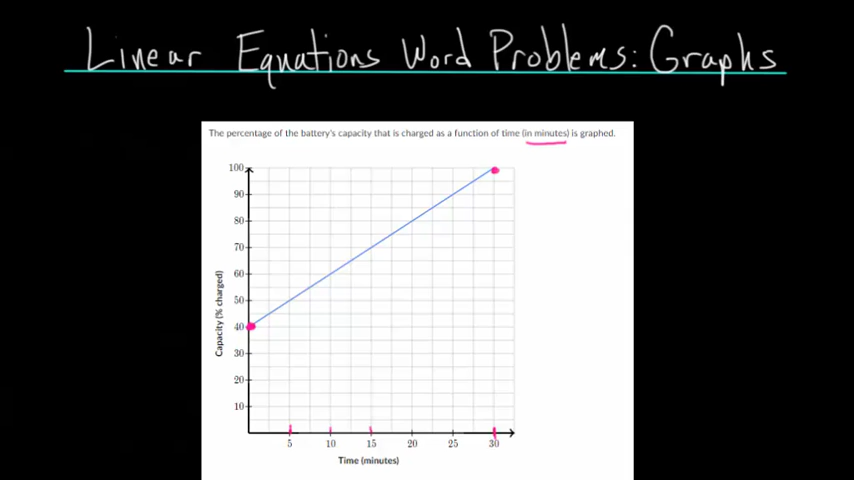 Linear Equations Word Problems: Graphs
The percentage of the battery's capacity that is charged as a function of time (in minutes) is graphed.
100
90
80
70
60
50
40
30
20
10
Capacity (% charged)
5 10 15 20 25 30
Time (minutes)